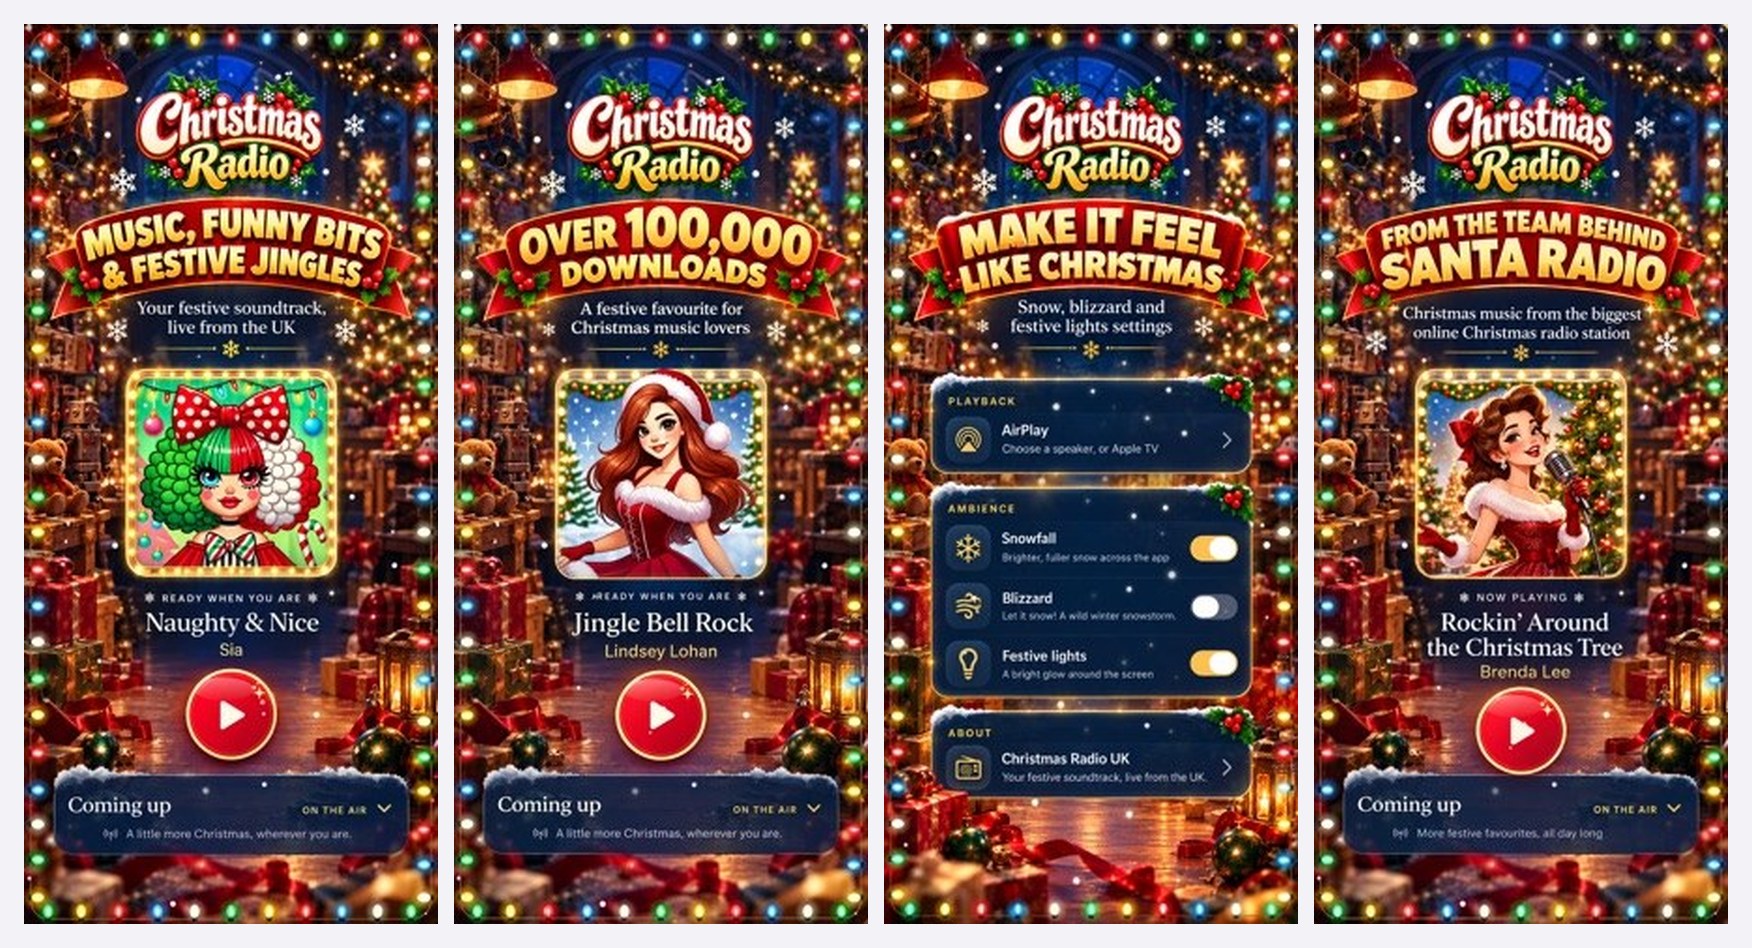 Christmas
Radio
MUSIC, FUNNY BITS
& FESTIVE JINGLES
Your festive soundtrack,
live from the UK
READY WHEN YOU ARE
Naughty & Nice
Sia
Coming up
ON THE AIR
A little more Christmas, wherever you are.
Christmas
Radio
OVER 100,000
DOWNLOADS
A festive favourite for
Christmas music lovers
READY WHEN YOU ARE
Jingle Bell Rock
Lindsey Lohan
Coming up
ON THE AIR
A little more Christmas, wherever you are.
Christmas
Radio
MAKE IT FEEL
LIKE CHRISTMAS
Snow, blizzard and
festive lights settings
PLAYBACK
AirPlay
Choose a speaker, or Apple TV
AMBIENCE
Snowfall
Brighter, fuller snow across the app
Blizzard
Let it snow! A wild winter snowstorm.
Festive lights
A bright glow around the screen
ABOUT
Christmas Radio UK
Your festive soundtrack, live from the UK.
Christmas
Radio
FROM THE TEAM BEHIND
SANTA RADIO
Christmas music from the biggest
online Christmas radio station
NOW PLAYING
Rockin' Around
the Christmas Tree
Brenda Lee
Coming up
ON THE AIR
More festive favourites, all day long